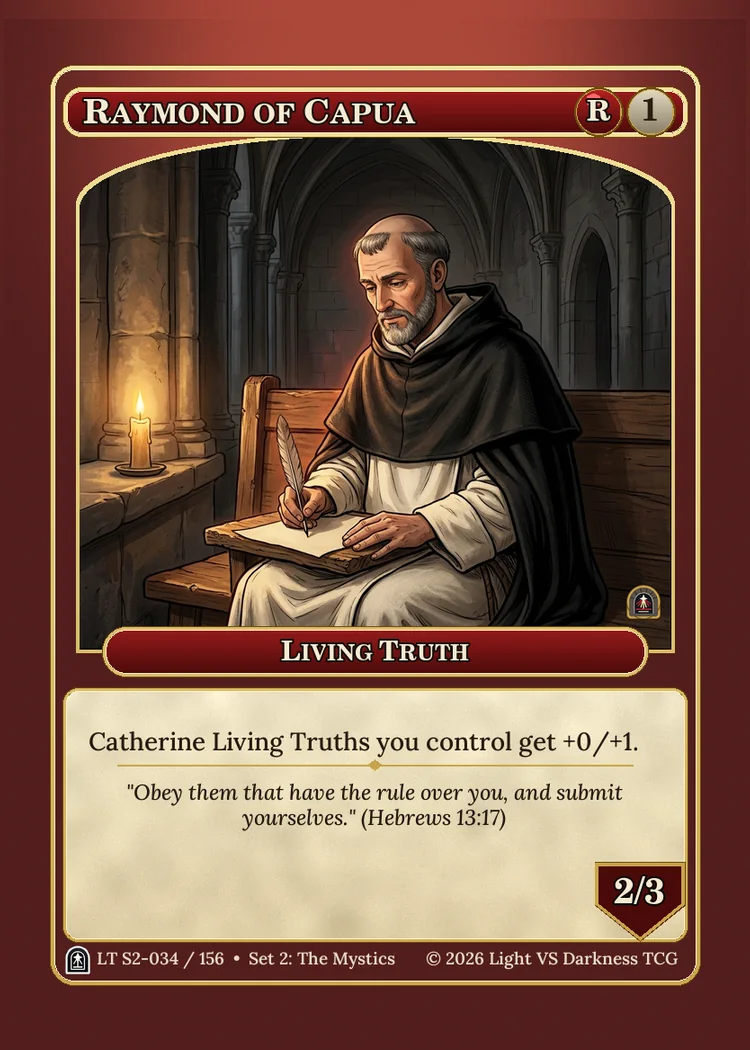 Raymond of Capua R 1
Living Truth
Catherine Living Truths you control get +0/+1.
"Obey them that have the rule over you, and submit
yourselves." (Hebrews 13:17)
2/3
LT S2-034 / 156 • Set 2: The Mystics © 2026 Light VS Darkness TCG